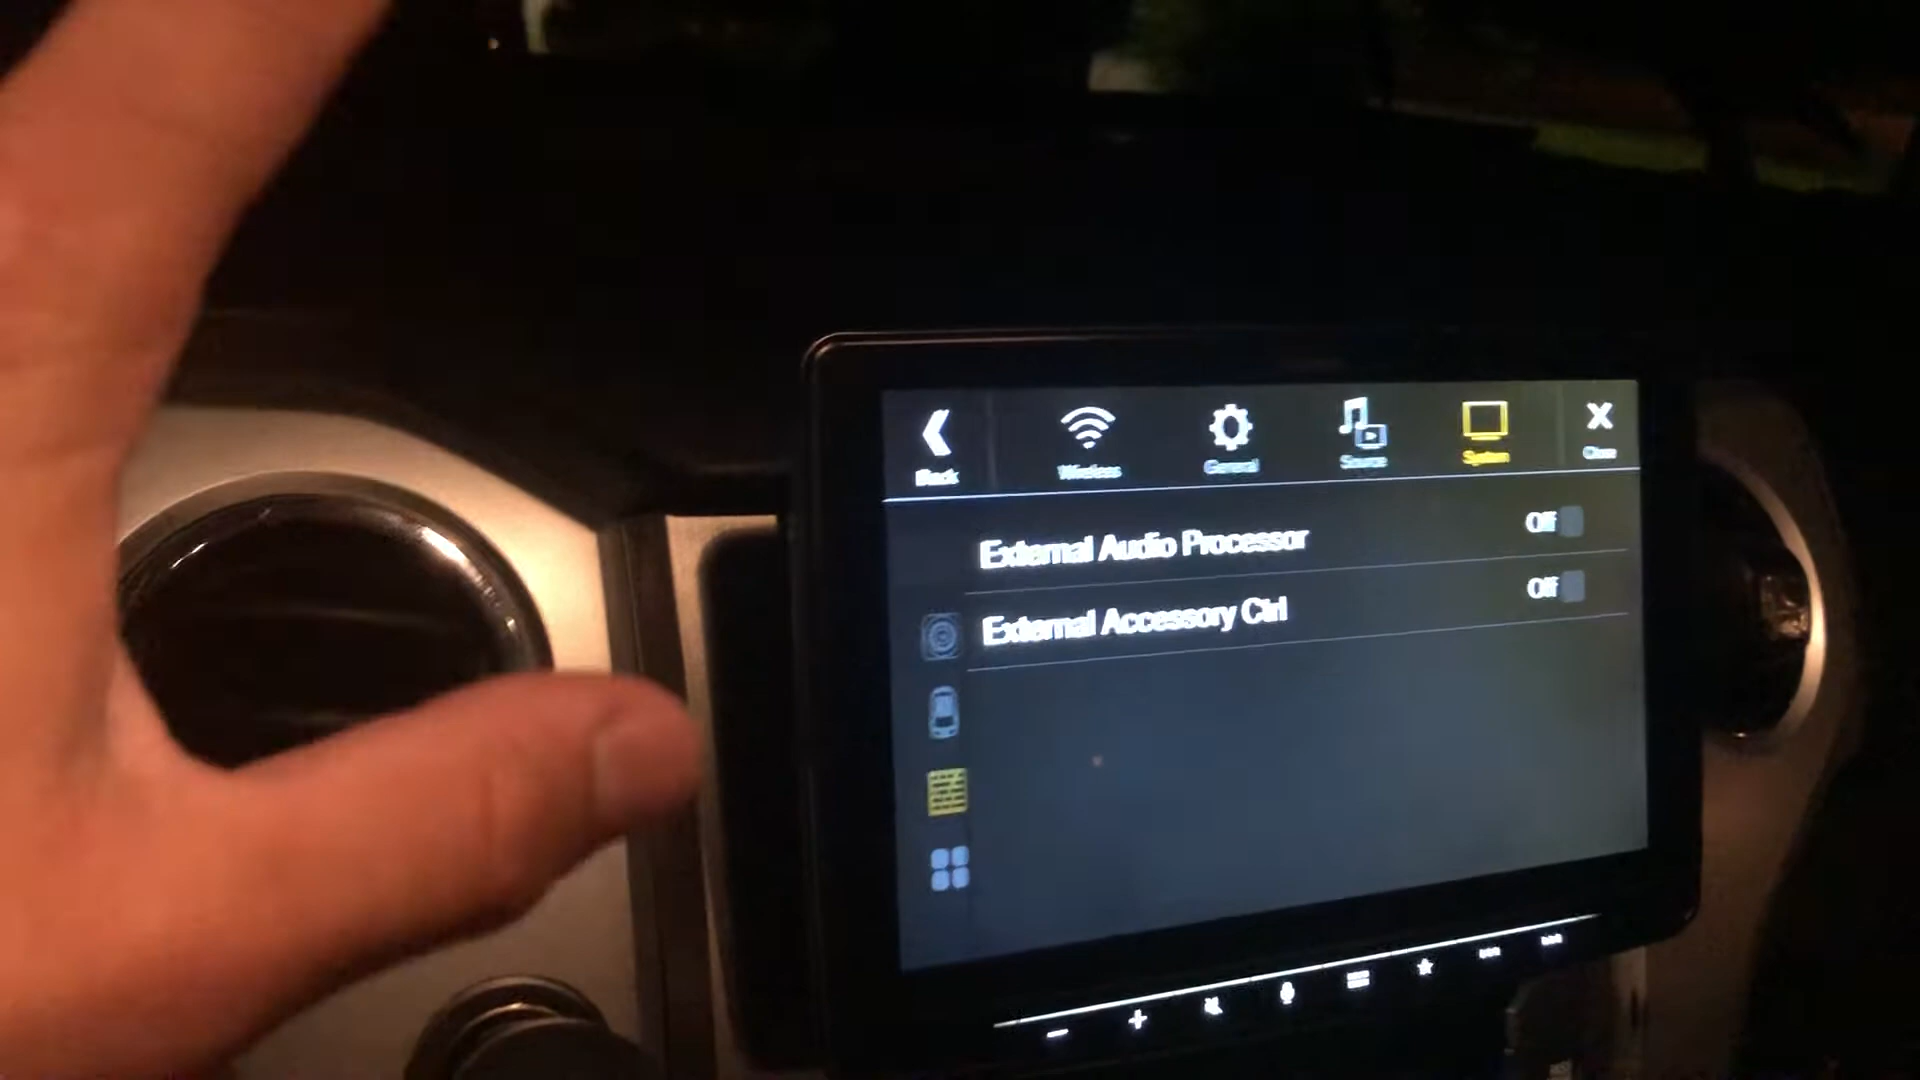 Back
Wireless
General
Source
System
Close
External Audio Processor
Off
External Accessory Ctrl
Off